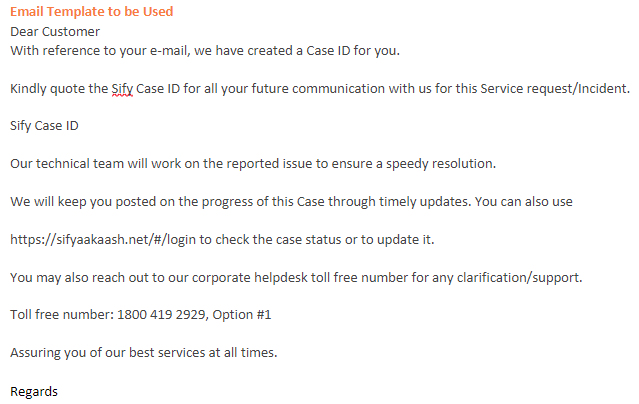 Email Template to be Used
Dear Customer
With reference to your e-mail, we have created a Case ID for you.
Kindly quote the Sify Case ID for all your future communication with us for this Service request/Incident.
Sify Case ID
Our technical team will work on the reported issue to ensure a speedy resolution.
We will keep you posted on the progress of this Case through timely updates. You can also use
https://sifyaakaash.net/#/login to check the case status or to update it.
You may also reach out to our corporate helpdesk toll free number for any clarification/support.
Toll free number: 1800 419 2929, Option #1
Assuring you of our best services at all times.
Regards